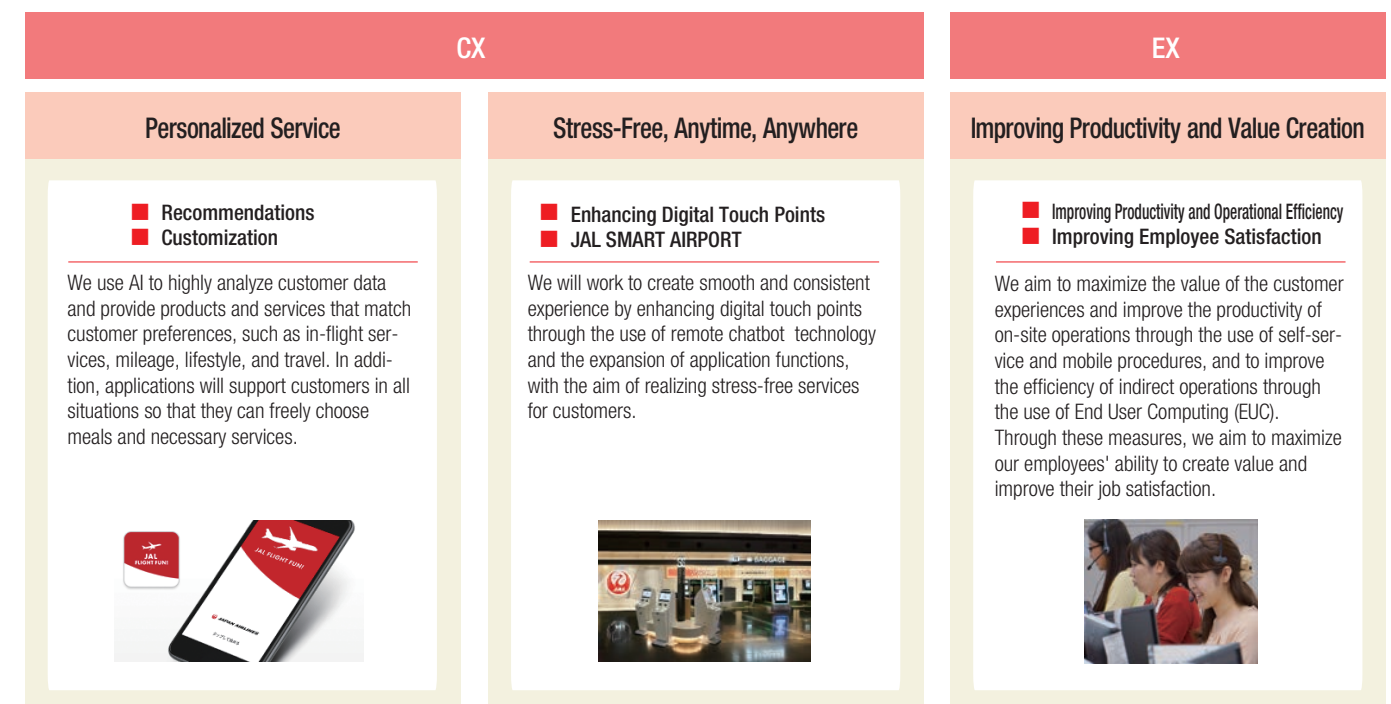 CX
EX
Personalized Service
Recommendations
Customization
We use AI to highly analyze customer data
and provide products and services that match
customer preferences, such as in-flight ser-
vices, mileage, lifestyle, and travel. In addi-
tion, applications will support customers in all
situations so that they can freely choose
meals and necessary services.
JAL
FLIGHT FUN!
JAL FLIGHT FUN!
JAPAN AIRLINES
Stress-Free, Anytime, Anywhere
Enhancing Digital Touch Points
JAL SMART AIRPORT
We will work to create smooth and consistent
experience by enhancing digital touch points
through the use of remote chatbot  technology
and the expansion of application functions,
with the aim of realizing stress-free services
for customers.
JAL
BAGGAGE
Improving Productivity and Value Creation
Improving Productivity and Operational Efficiency
Improving Employee Satisfaction
We aim to maximize the value of the customer
experiences and improve the productivity of
on-site operations through the use of self-ser-
vice and mobile procedures, and to improve
the efficiency of indirect operations through
the use of End User Computing (EUC).
Through these measures, we aim to maximize
our employees' ability to create value and
improve their job satisfaction.